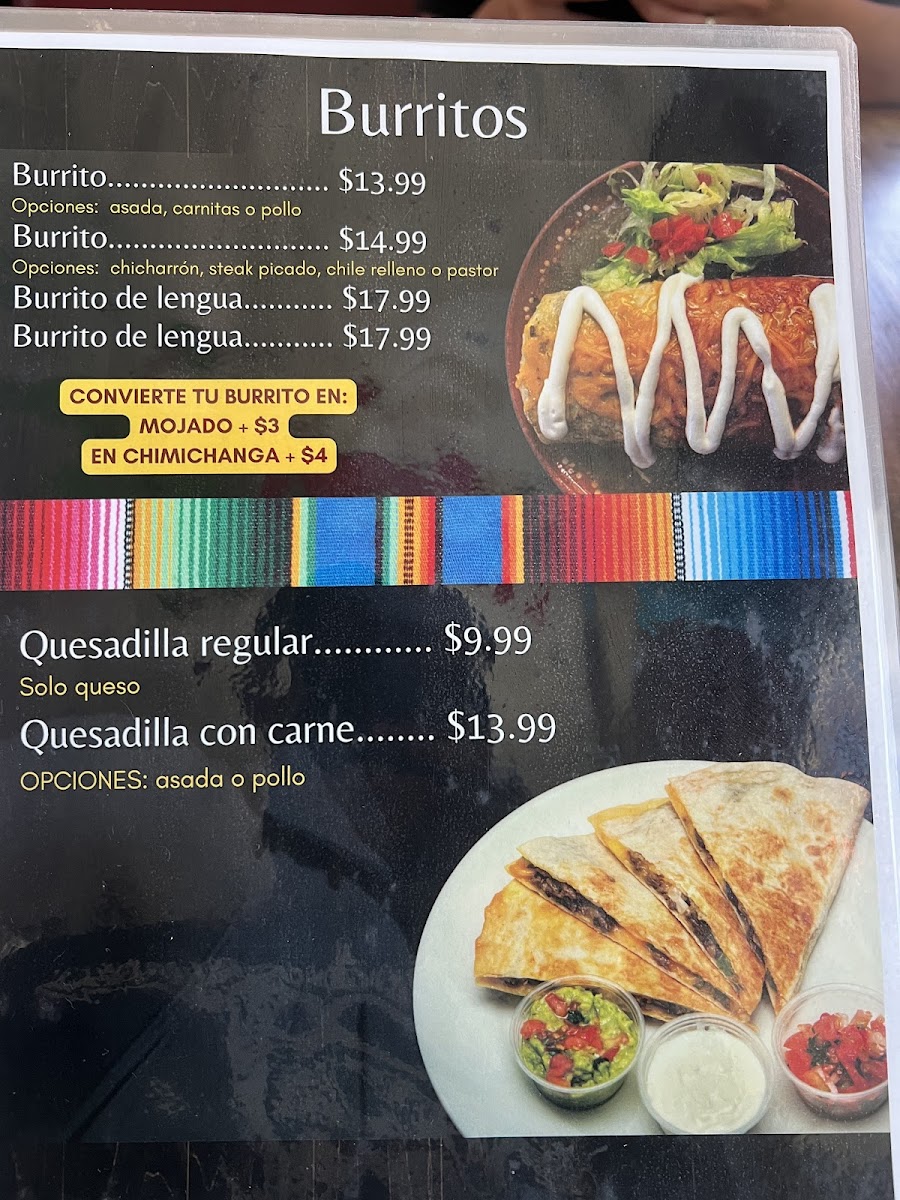 Burritos
Burrito........................... $13.99
Opciones:  asada, carnitas o pollo
Burrito........................... $14.99
Opciones:  chicharrón, steak picado, chile relleno o pastor
Burrito de lengua........... $17.99
Burrito de lengua........... $17.99
CONVIERTE TU BURRITO EN:
MOJADO + $3
EN CHIMICHANGA + $4
Quesadilla regular............ $9.99
Solo queso
Quesadilla con carne........ $13.99
OPCIONES: asada o pollo